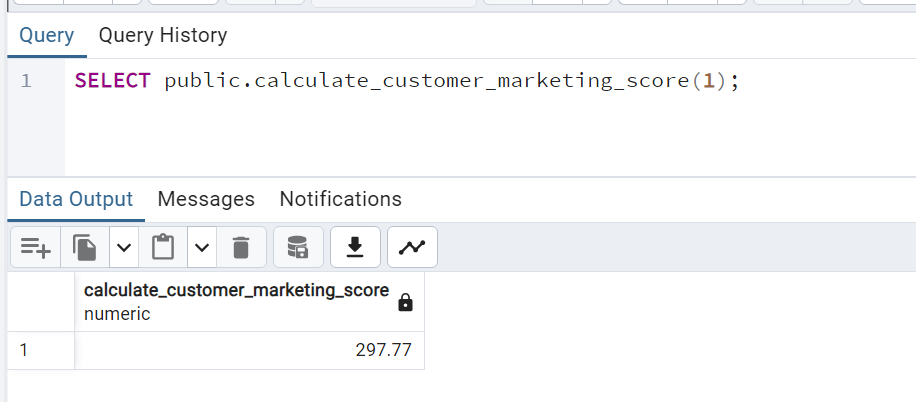 Query Query History
1 SELECT public.calculate_customer_marketing_score(1);
Data Output Messages Notifications
calculate_customer_marketing_score
numeric
1 297.77